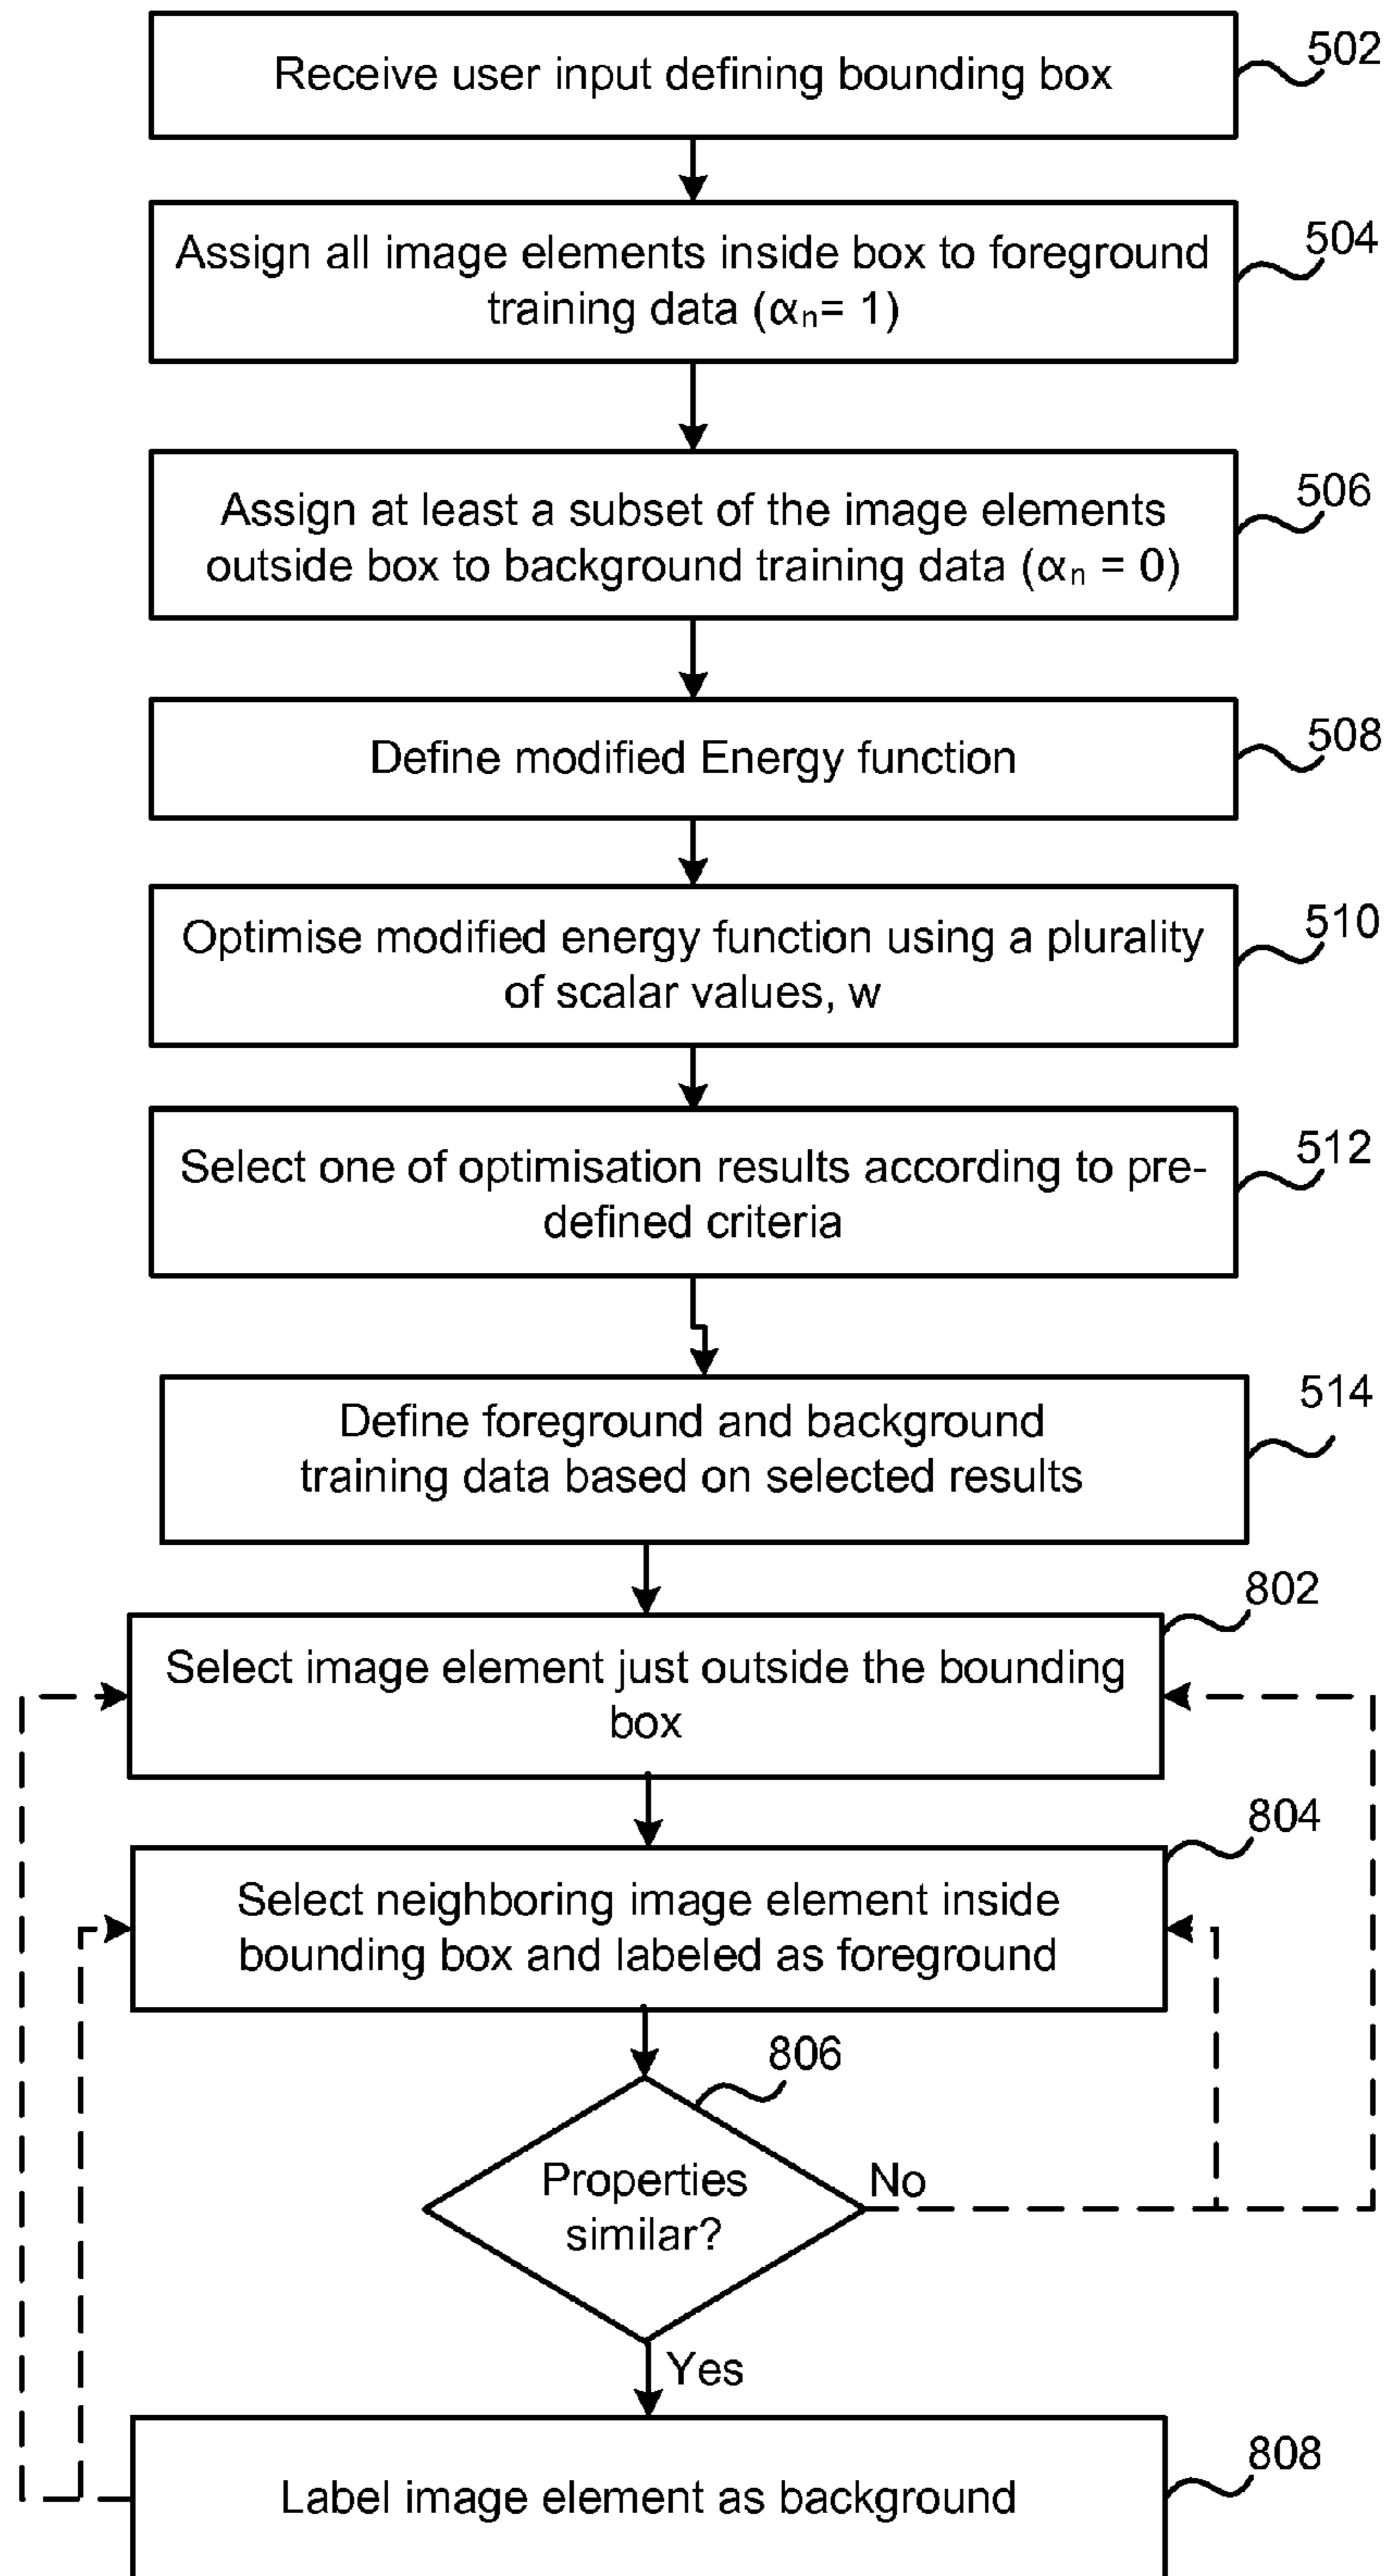 Receive user input defining bounding box
502
Assign all image elements inside box to foreground
training data (αn= 1)
504
Assign at least a subset of the image elements
outside box to background training data (αn = 0)
506
Define modified Energy function
508
Optimise modified energy function using a plurality
of scalar values, w
510
Select one of optimisation results according to pre-
defined criteria
512
Define foreground and background
training data based on selected results
514
Select image element just outside the bounding
box
802
Select neighboring image element inside
bounding box and labeled as foreground
804
Properties
similar?
806
No
Yes
Label image element as background
808